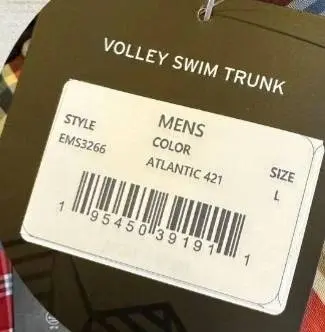 VOLLEY SWIM TRUNK
MENS
STYLE COLOR SIZE
EMS3266 ATLANTIC 421 L
1 95450 39191 1